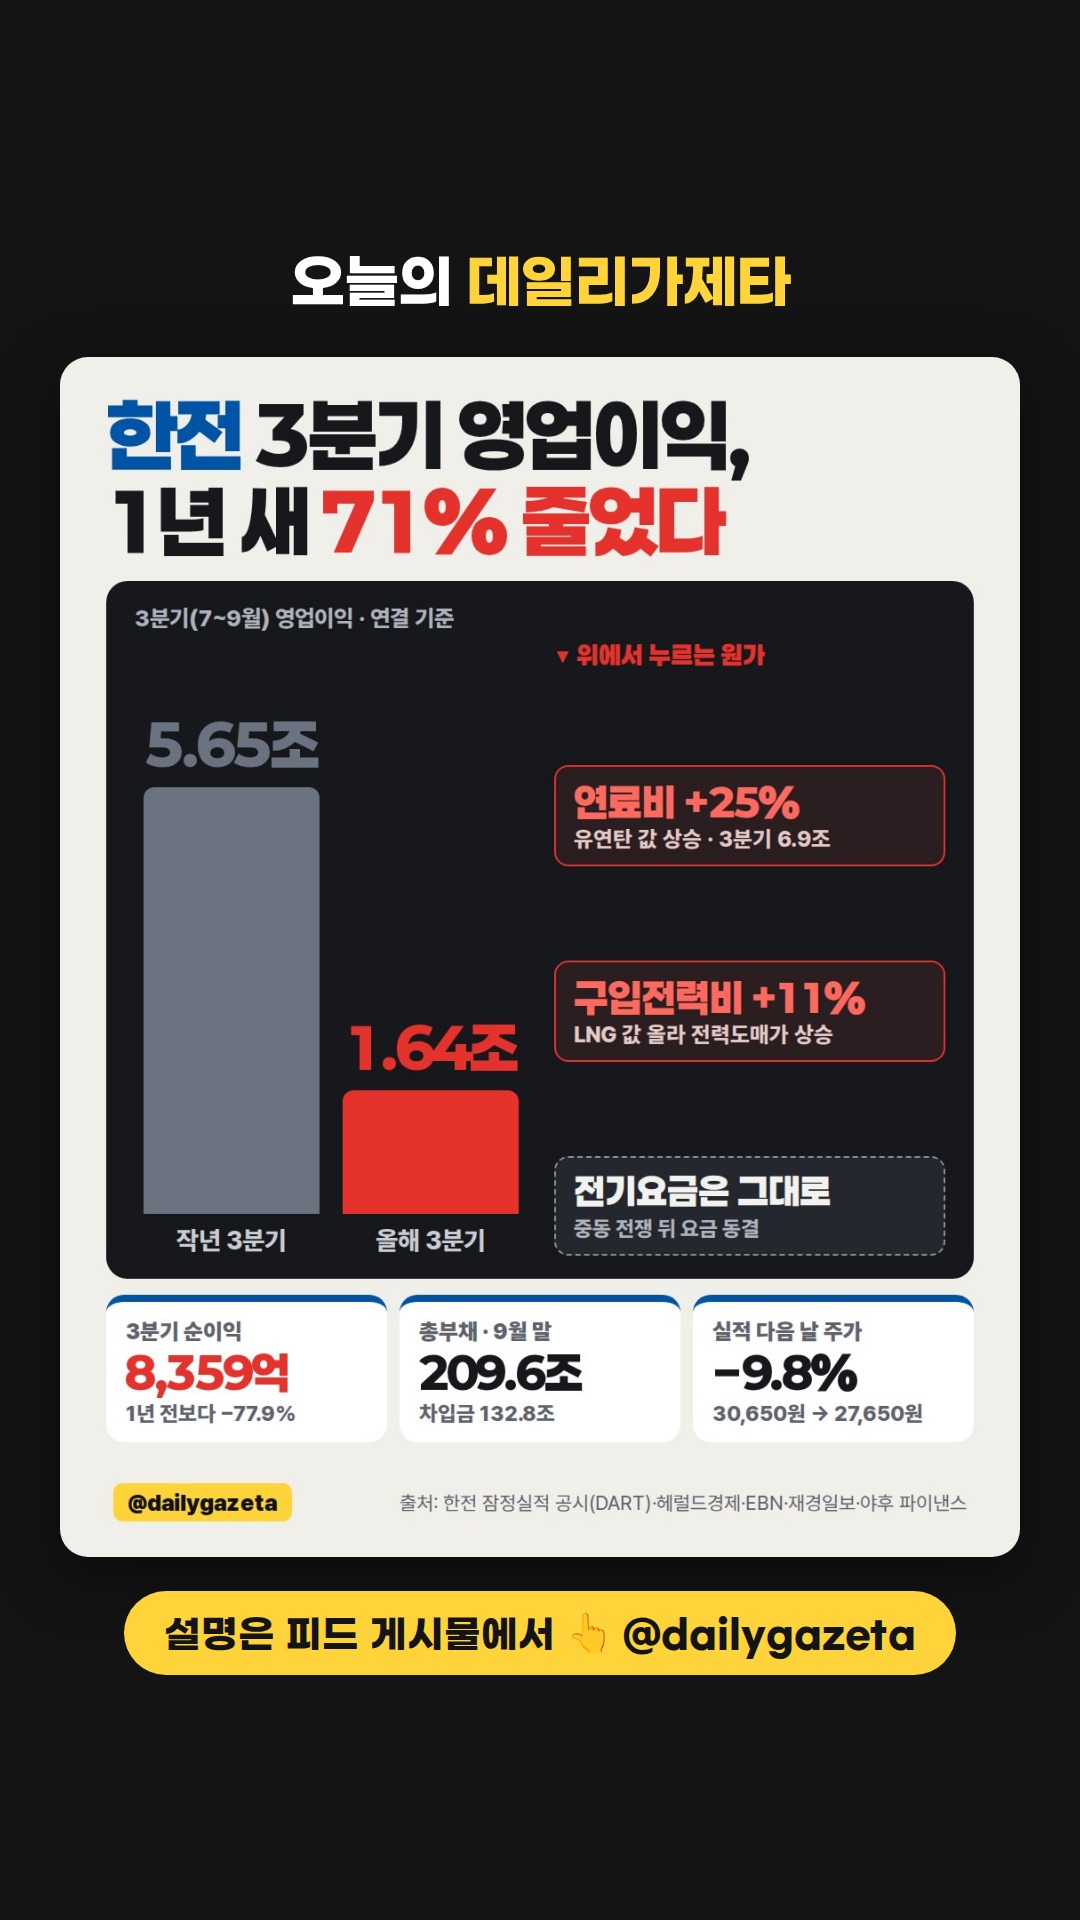 오늘의 데일리가제타
한전 3분기 영업이익,
1년 새 71% 줄었다
3분기(7~9월) 영업이익 · 연결 기준
▼ 위에서 누르는 원가
5.65조
1.64조
작년 3분기
올해 3분기
연료비 +25%
유연탄 값 상승 · 3분기 6.9조
구입전력비 +11%
LNG 값 올라 전력도매가 상승
전기요금은 그대로
중동 전쟁 뒤 요금 동결
3분기 순이익
8,359억
1년 전보다 −77.9%
총부채 · 9월 말
209.6조
차입금 132.8조
실적 다음 날 주가
−9.8%
30,650원 → 27,650원
@dailygazeta
출처: 한전 잠정실적 공시(DART)·헤럴드경제·EBN·재경일보·야후 파이낸스
설명은 피드 게시물에서 👆 @dailygazeta